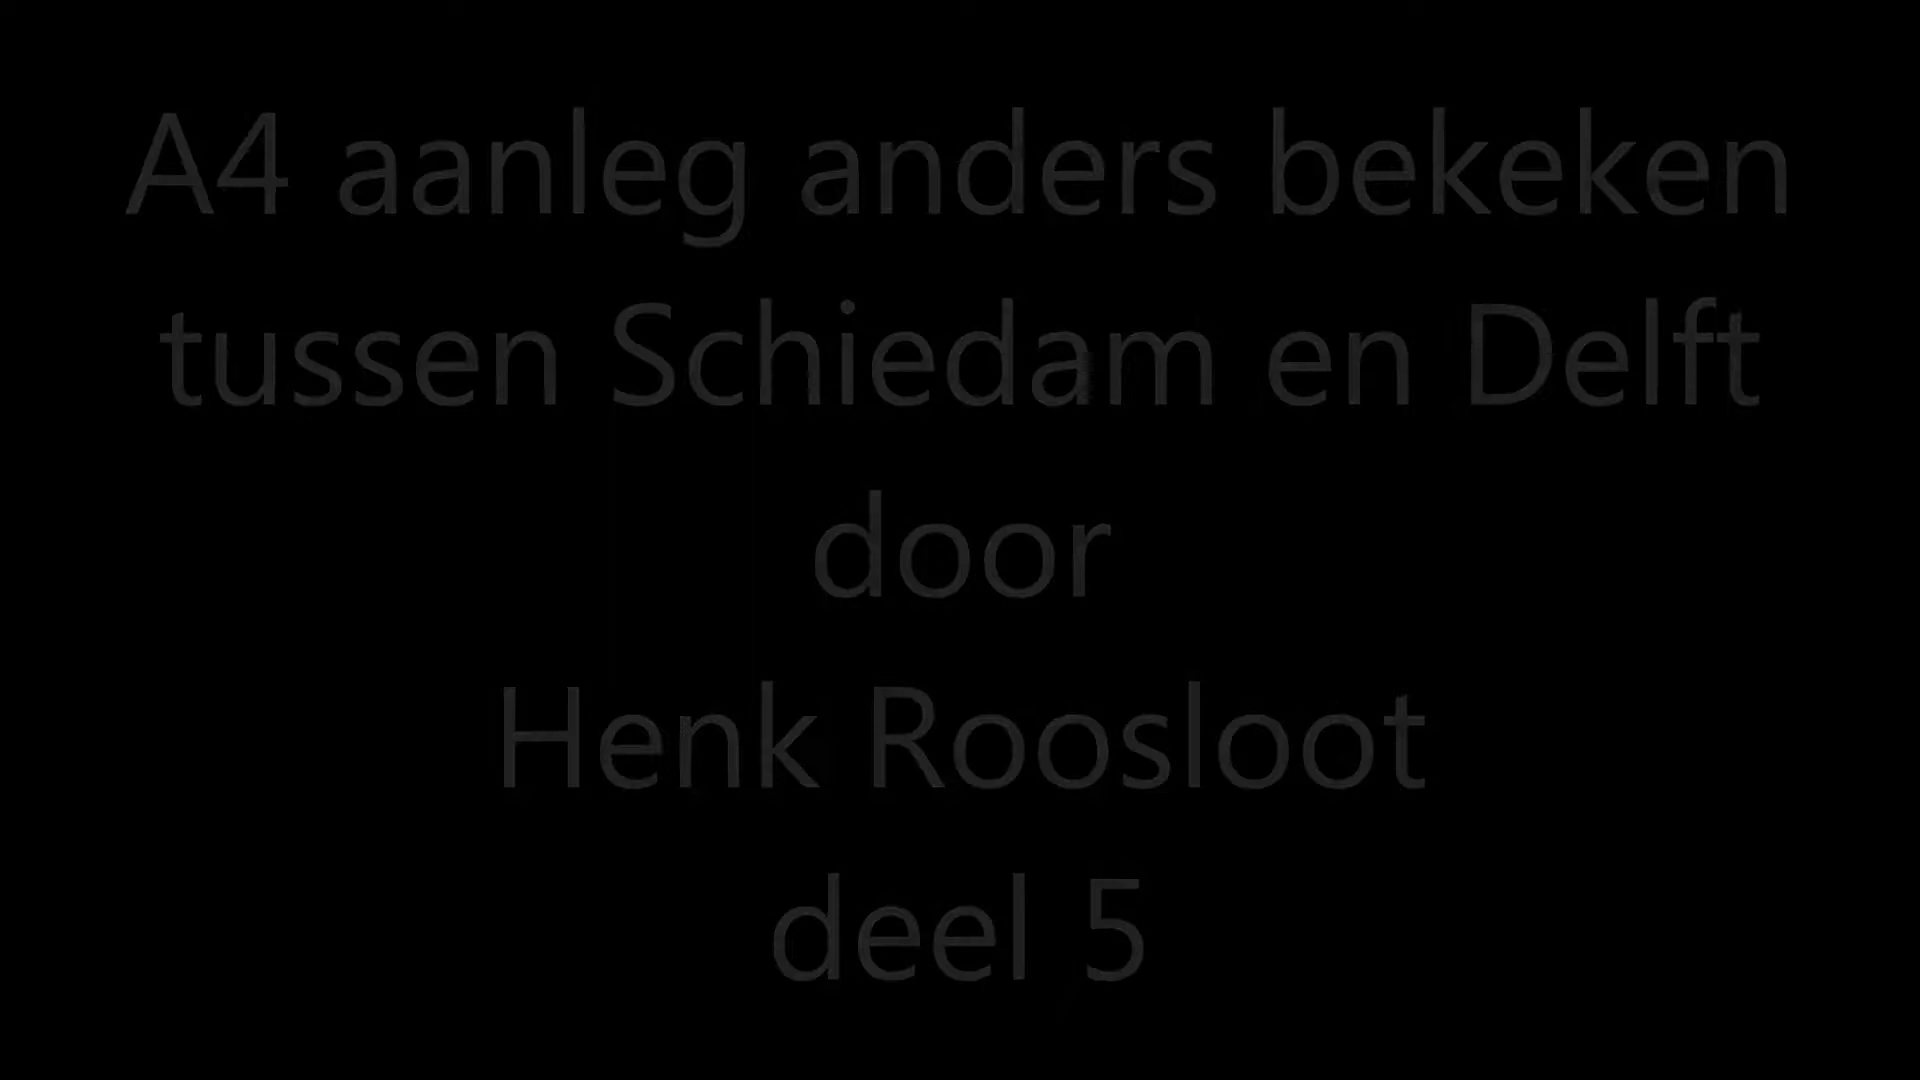 A4 aanleg anders bekeken
tussen Schiedam en Delft
door
Henk Roosloot
deel 5